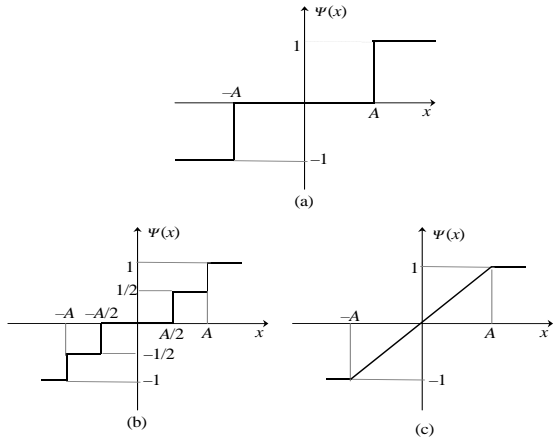 Ψ(x)
1
–A
A
x
–1
(a)
Ψ(x)
1
1/2
–A
–A/2
A/2
A
x
–1/2
–1
(b)
Ψ(x)
1
–A
A
x
–1
(c)